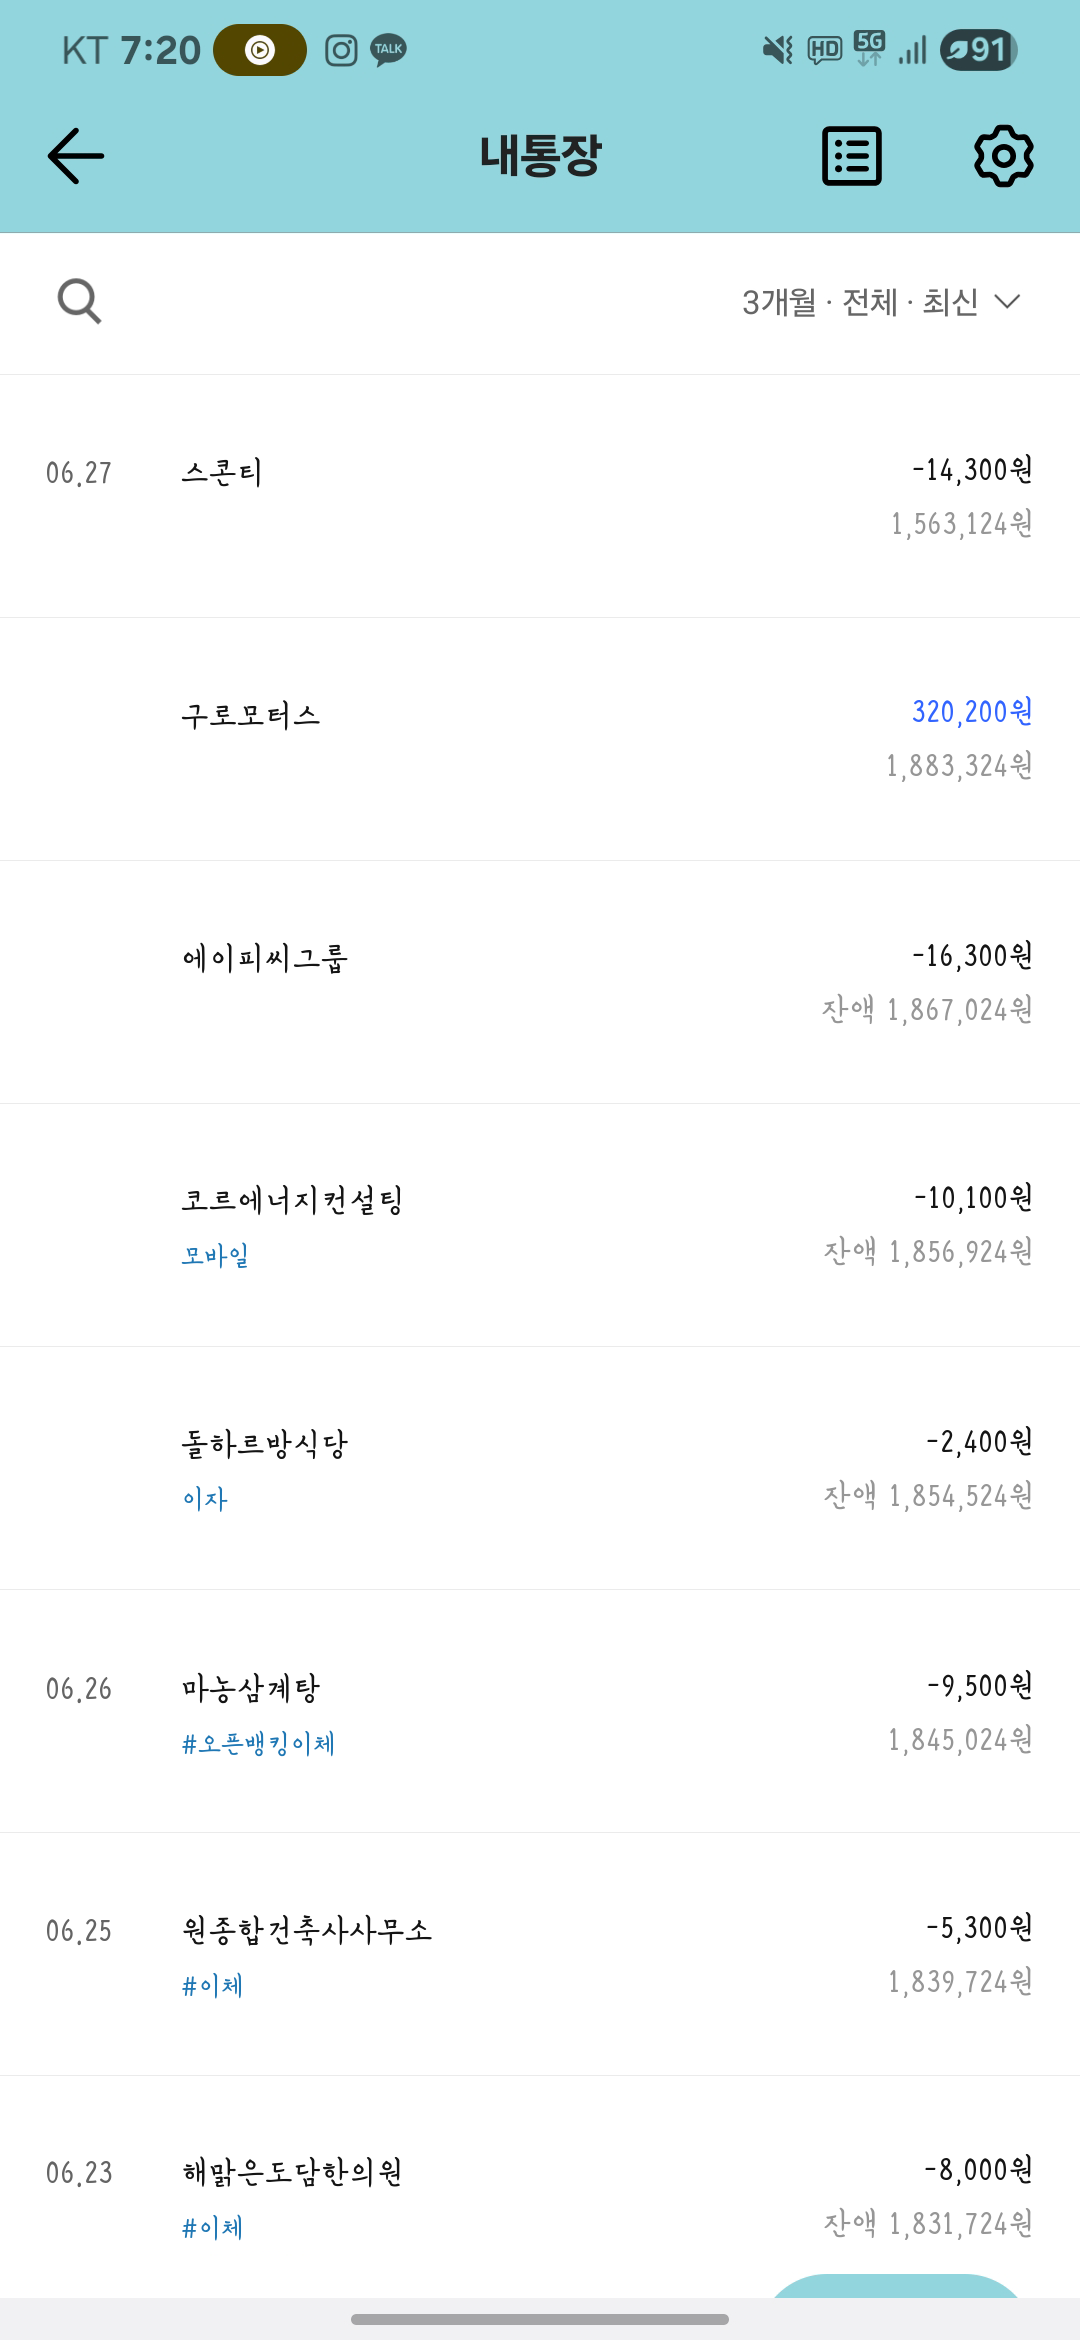 KT 7:20 TALK HD 5G 91
내통장
3개월 · 전체 · 최신
06.27 스콘티 -14,300원
1,563,124원
구로모터스 320,200원
1,883,324원
에이피씨그룹 -16,300원
잔액 1,867,024원
코르에너지컨설팅 -10,100원
모바일 잔액 1,856,924원
돌하르방식당 -2,400원
이자 잔액 1,854,524원
06.26 마농삼계탕 -9,500원
#오픈뱅킹이체 1,845,024원
06.25 원종합건축사사무소 -5,300원
#이체 1,839,724원
06.23 해맑은도담한의원 -8,000원
#이체 잔액 1,831,724원